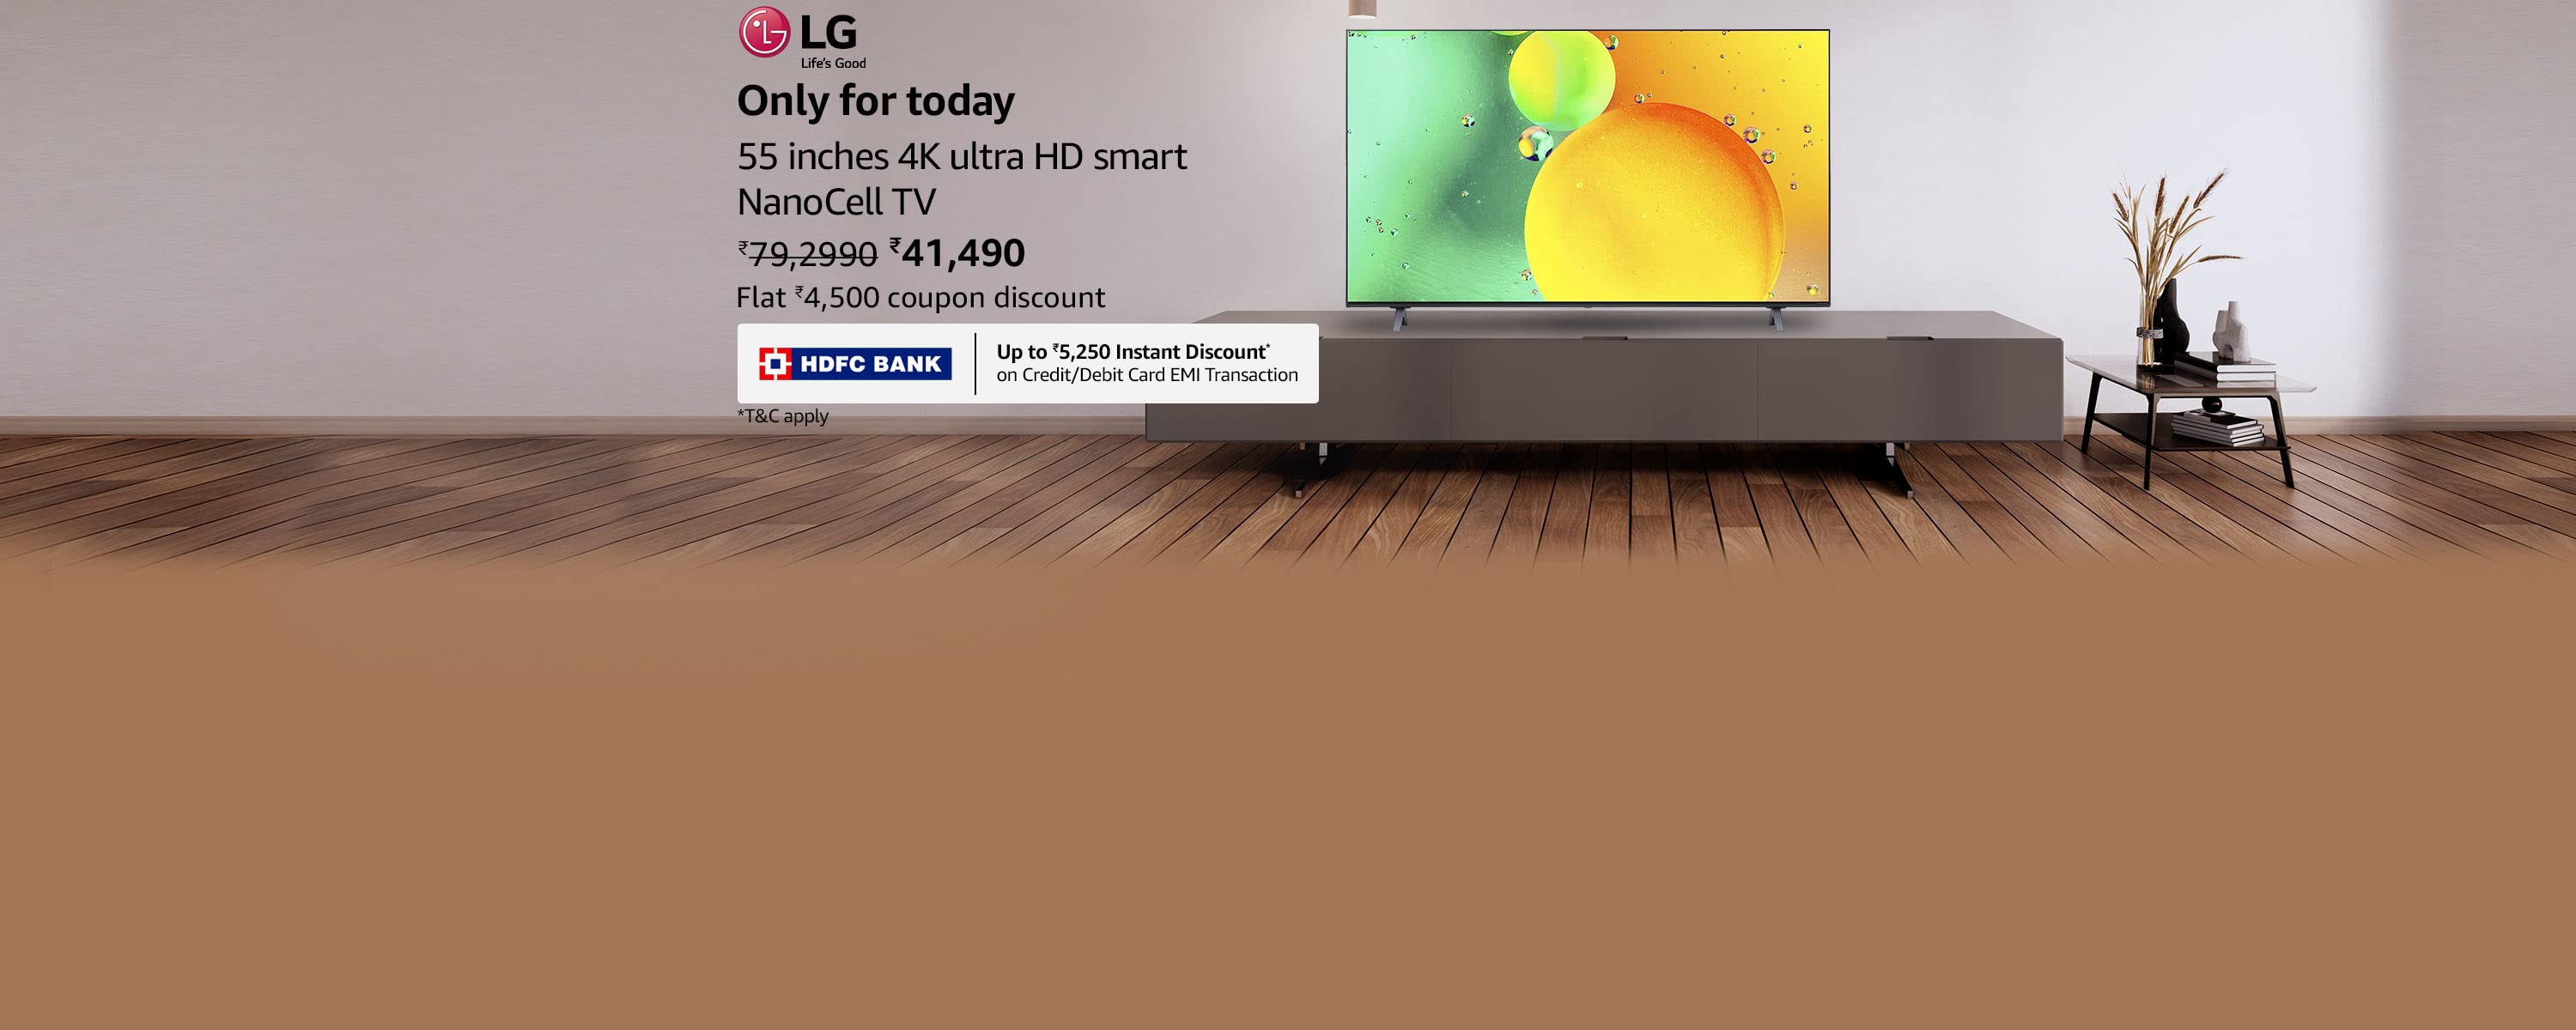 LG
Life's Good
Only for today
55 inches 4K ultra HD smart
NanoCell TV
₹79,2990 ₹41,490
Flat ₹4,500 coupon discount
HDFC BANK
Up to ₹5,250 Instant Discount*
on Credit/Debit Card EMI Transaction
*T&C apply